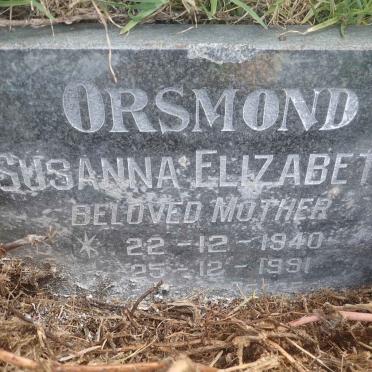 ORSMOND
SUSANNA ELIZABET
BELOVED MOTHER
* 22-12-1940
25-12-1991